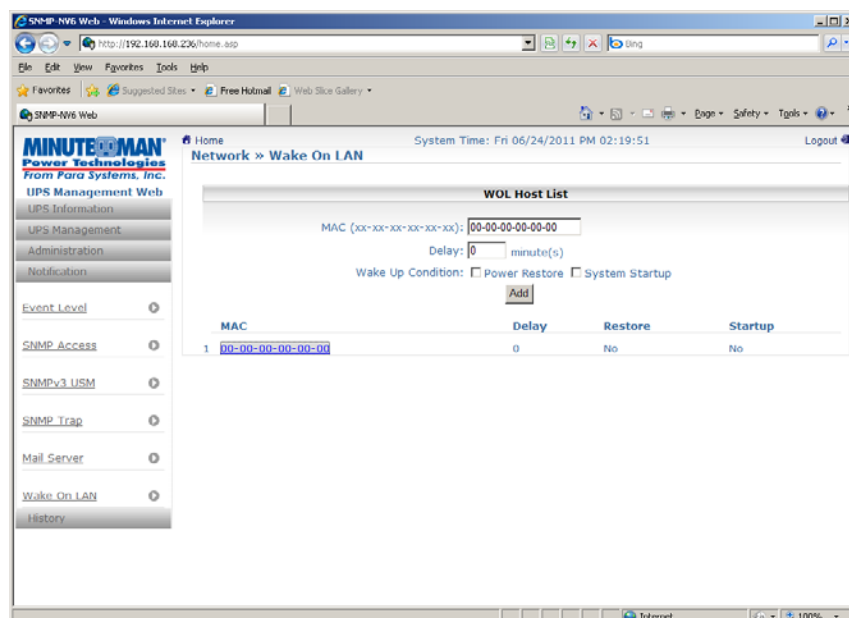 SNMP-NV6 Web - Windows Internet Explorer
http://192.168.168.236/home.asp
Bing
File Edit View Favorites Tools Help
Favorites Suggested Sites Free Hotmail Web Slice Gallery
SNMP-NV6 Web
Page Safety Tools
MINUTEMAN
Power Technologies
From Para Systems, Inc.
UPS Management Web
UPS Information
UPS Management
Administration
Notification
Event Level
SNMP Access
SNMPv3 USM
SNMP Trap
Mail Server
Wake On LAN
History
Home
System Time: Fri 06/24/2011 PM 02:19:51
Logout
Network » Wake On LAN
WOL Host List
MAC (xx-xx-xx-xx-xx-xx): 00-00-00-00-00-00
Delay: 0 minute(s)
Wake Up Condition: Power Restore System Startup
Add
MAC Delay Restore Startup
1 00-00-00-00-00-00 0 No No
Internet
100%